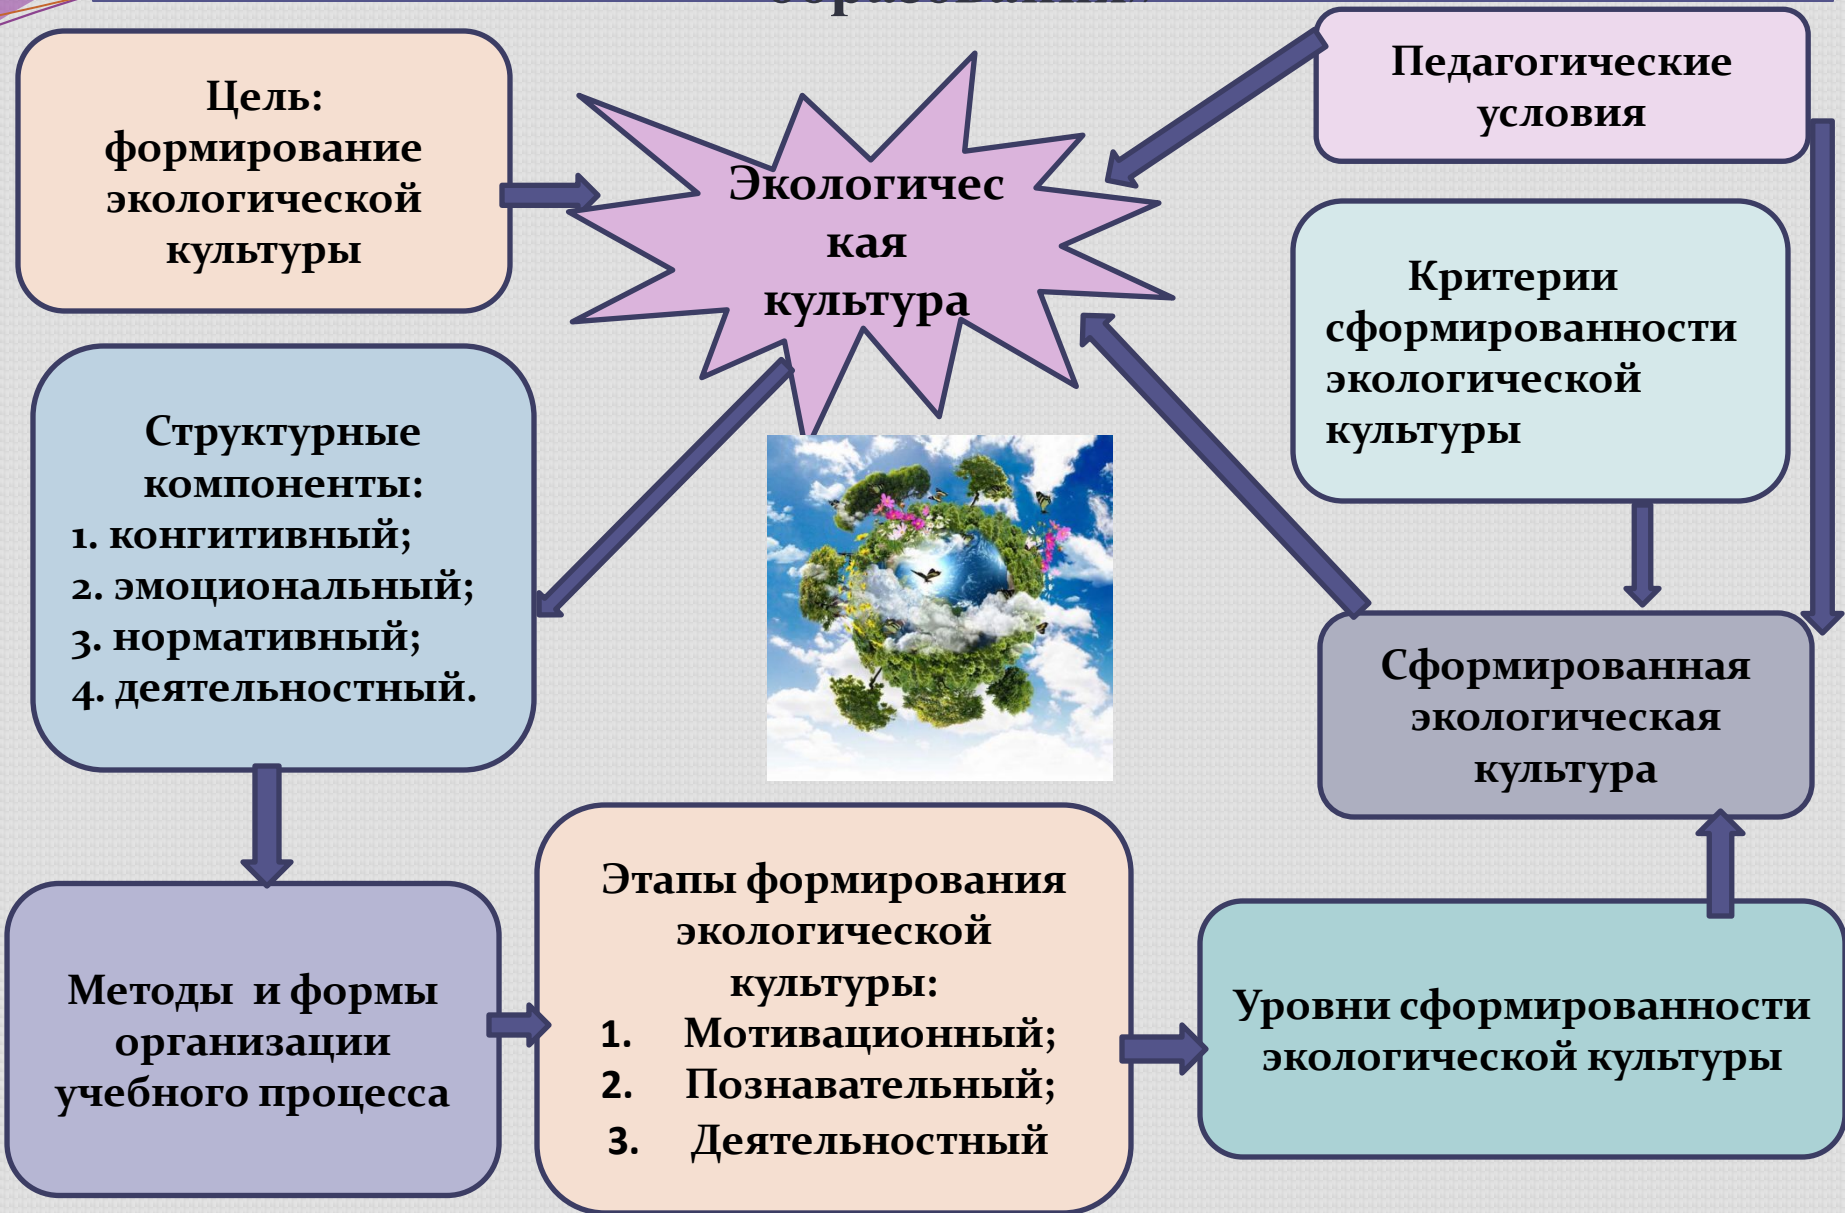 Цель:
формирование
экологической
культуры
Экологичес
кая
культура
Педагогические
условия
Критерии
сформированности
экологической
культуры
Структурные
компоненты:
1. конгитивный;
2. эмоциональный;
3. нормативный;
4. деятельностный.
Сформированная
экологическая
культура
Методы и формы
организации
учебного процесса
Этапы формирования
экологической
культуры:
1. Мотивационный;
2. Познавательный;
3. Деятельностный
Уровни сформированности
экологической культуры